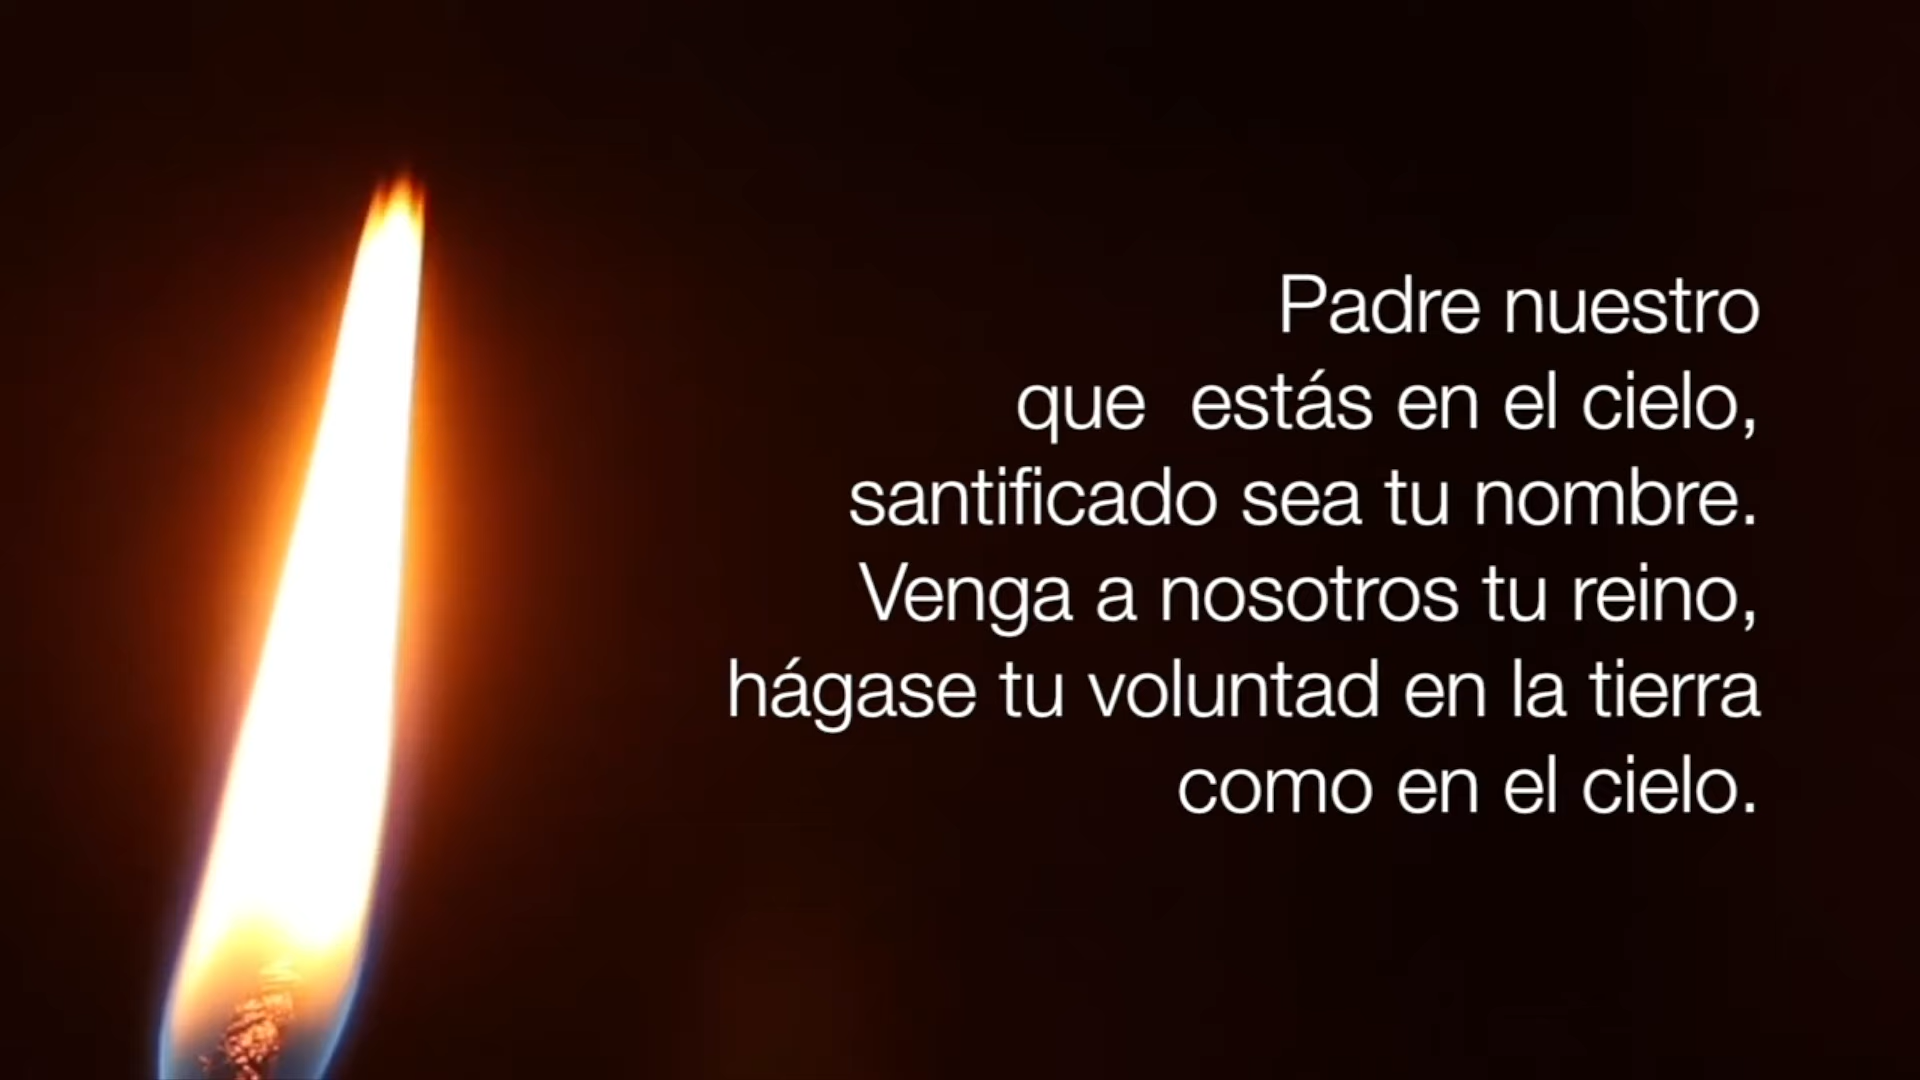 Padre nuestro
que  estás en el cielo,
santificado sea tu nombre.
Venga a nosotros tu reino,
hágase tu voluntad en la tierra
como en el cielo.